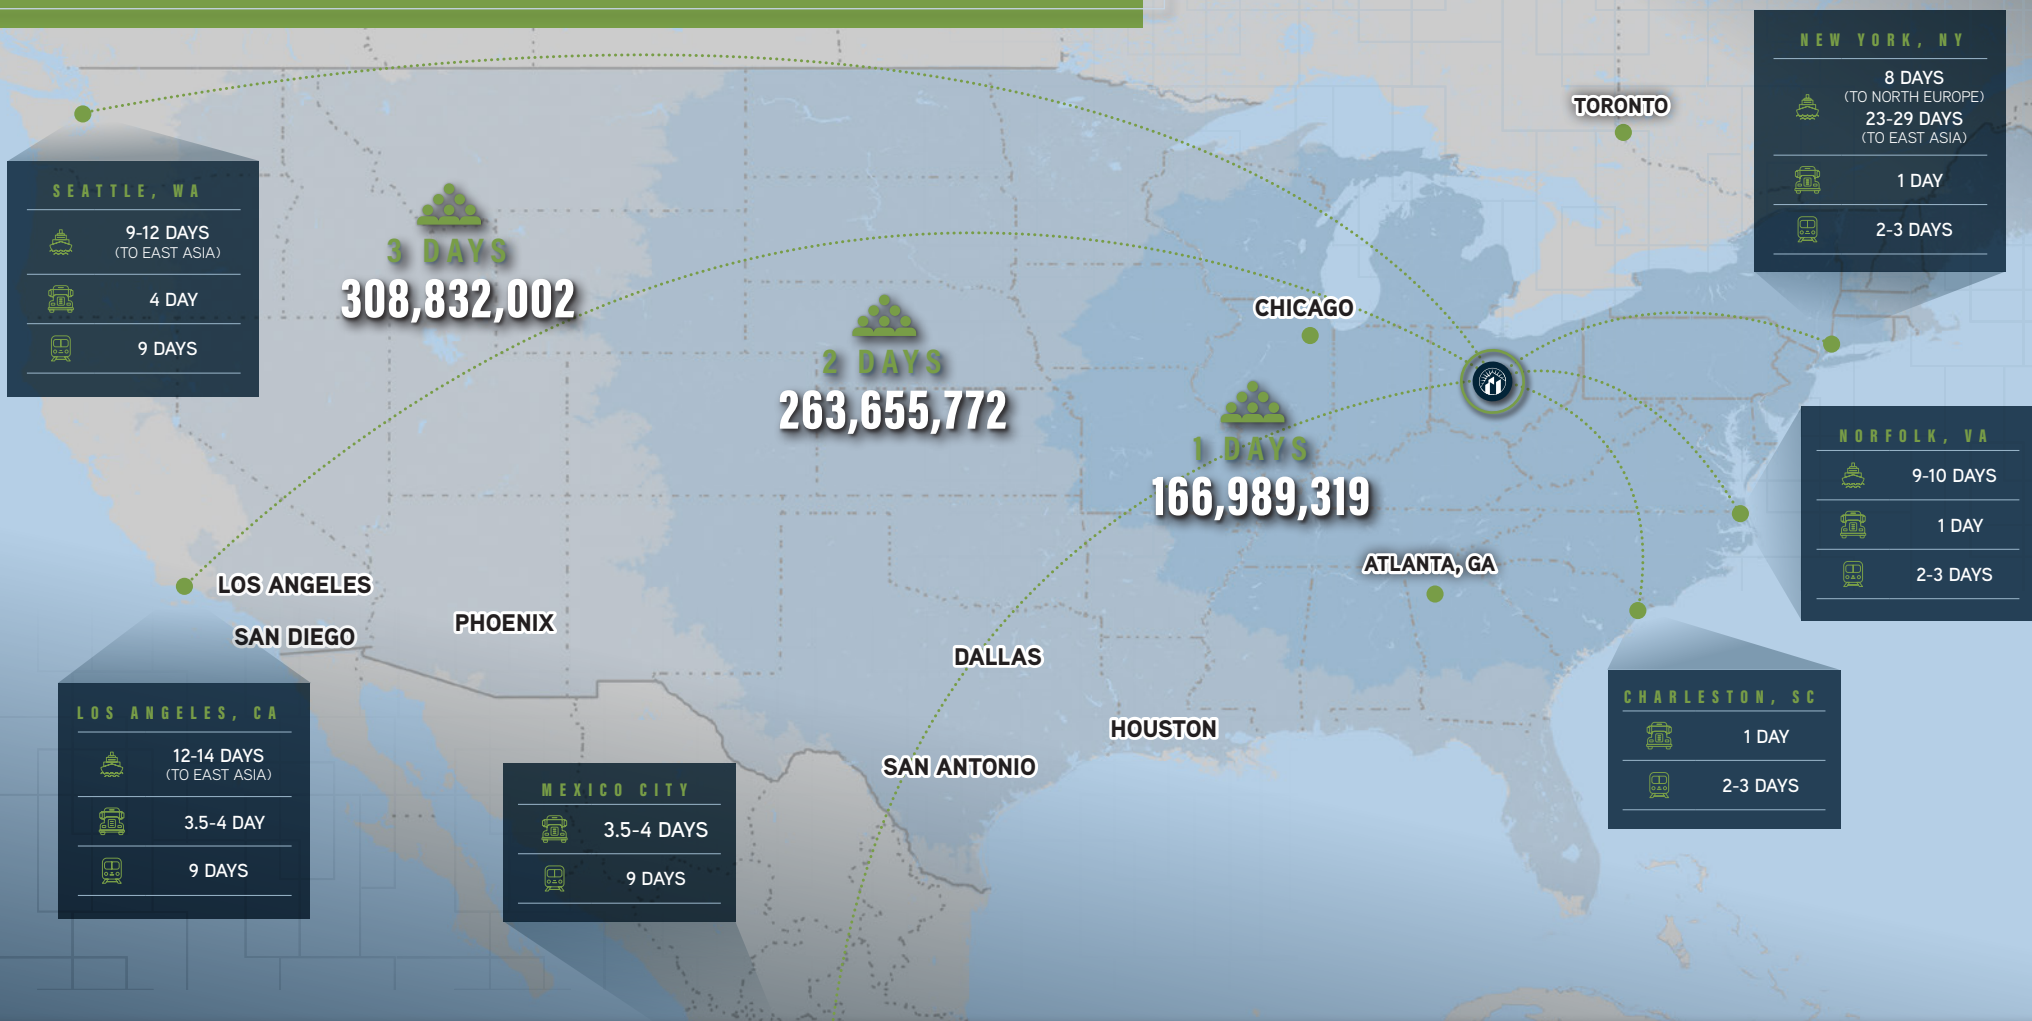 NEW YORK, NY
8 DAYS
(TO NORTH EUROPE)
23-29 DAYS
(TO EAST ASIA)
1 DAY
2-3 DAYS
TORONTO
SEATTLE, WA
9-12 DAYS
(TO EAST ASIA)
4 DAY
9 DAYS
3 DAYS
308,832,002
2 DAYS
263,655,772
CHICAGO
1 DAYS
166,989,319
NORFOLK, VA
9-10 DAYS
1 DAY
2-3 DAYS
ATLANTA, GA
LOS ANGELES
SAN DIEGO
PHOENIX
DALLAS
HOUSTON
SAN ANTONIO
CHARLESTON, SC
1 DAY
2-3 DAYS
LOS ANGELES, CA
12-14 DAYS
(TO EAST ASIA)
3.5-4 DAY
9 DAYS
MEXICO CITY
3.5-4 DAYS
9 DAYS